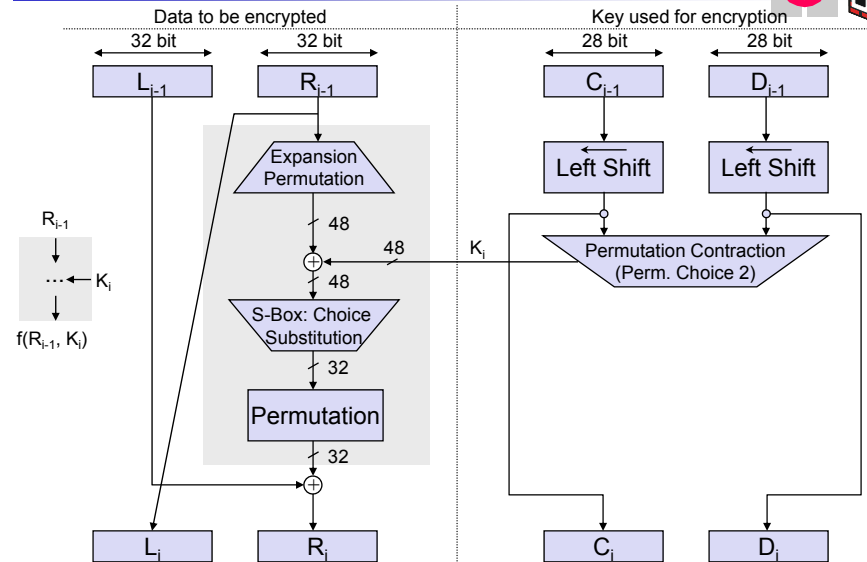 Data to be encrypted
Key used for encryption
32 bit
32 bit
28 bit
28 bit
Li-1
Ri-1
Ci-1
Di-1
Expansion
Permutation
Left Shift
Left Shift
Ri-1
48
48
Ki
Permutation Contraction
(Perm. Choice 2)
... Ki
48
S-Box: Choice
Substitution
f(Ri-1, Ki)
32
Permutation
32
Li
Ri
Ci
Di